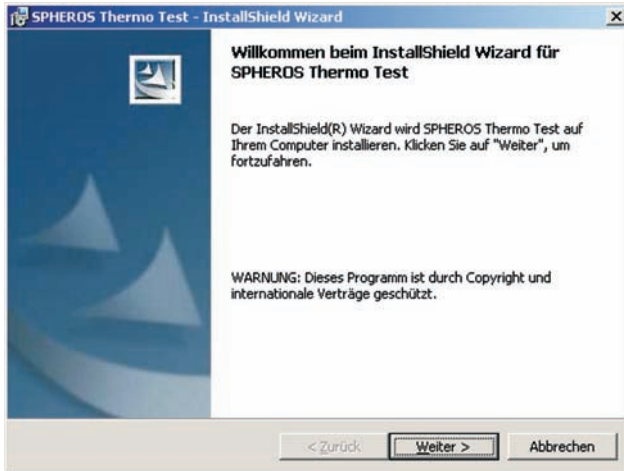 SPHEROS Thermo Test - InstallShield Wizard
Willkommen beim InstallShield Wizard für
SPHEROS Thermo Test
Der InstallShield(R) Wizard wird SPHEROS Thermo Test auf
Ihrem Computer installieren. Klicken Sie auf "Weiter", um
fortzufahren.
WARNUNG: Dieses Programm ist durch Copyright und
internationale Verträge geschützt.
< Zurück
Weiter >
Abbrechen